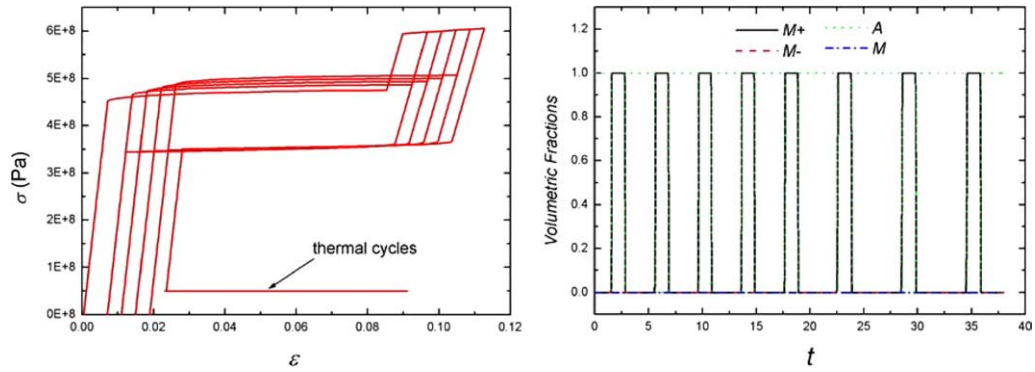 6E+8
5E+8
4E+8
3E+8
2E+8
1E+8
0E+8
σ (Pa)
thermal cycles
0.00 0.02 0.04 0.06 0.08 0.10 0.12
ε
M+ A
M- M
1.2
1.0
0.8
0.6
0.4
0.2
0.0
Volumetric Fractions
0 5 10 15 20 25 30 35 40
t